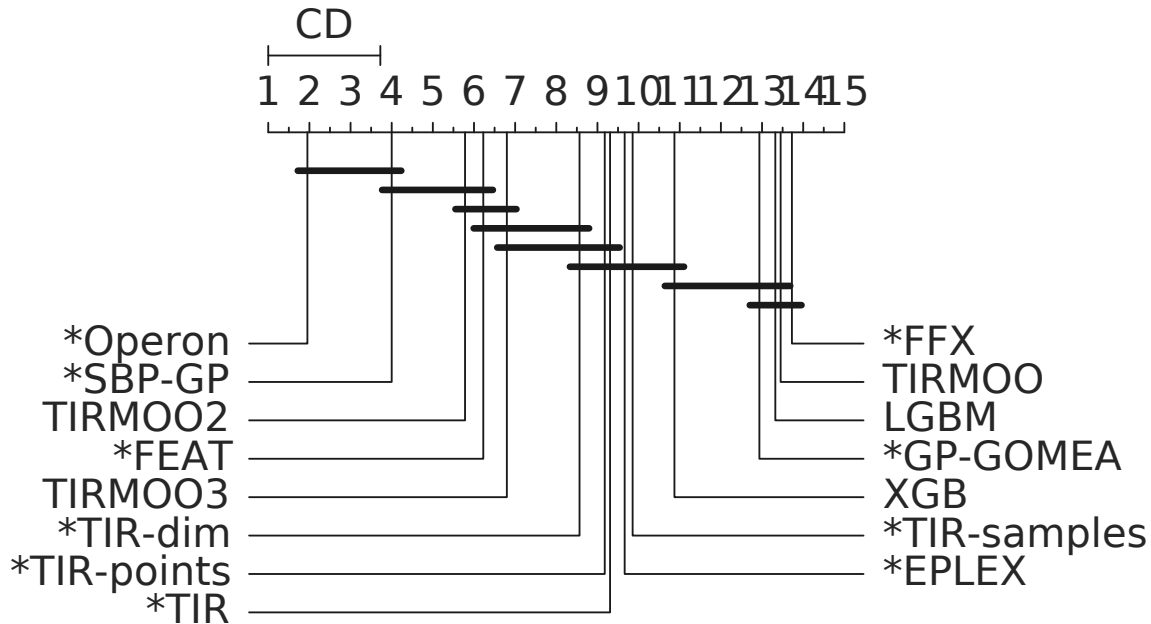 CD
1 2 3 4 5 6 7 8 9 10 11 12 13 14 15
*Operon
*SBP-GP
TIRMOO2
*FEAT
TIRMOO3
*TIR-dim
*TIR-points
*TIR
*FFX
TIRMOO
LGBM
*GP-GOMEA
XGB
*TIR-samples
*EPLEX